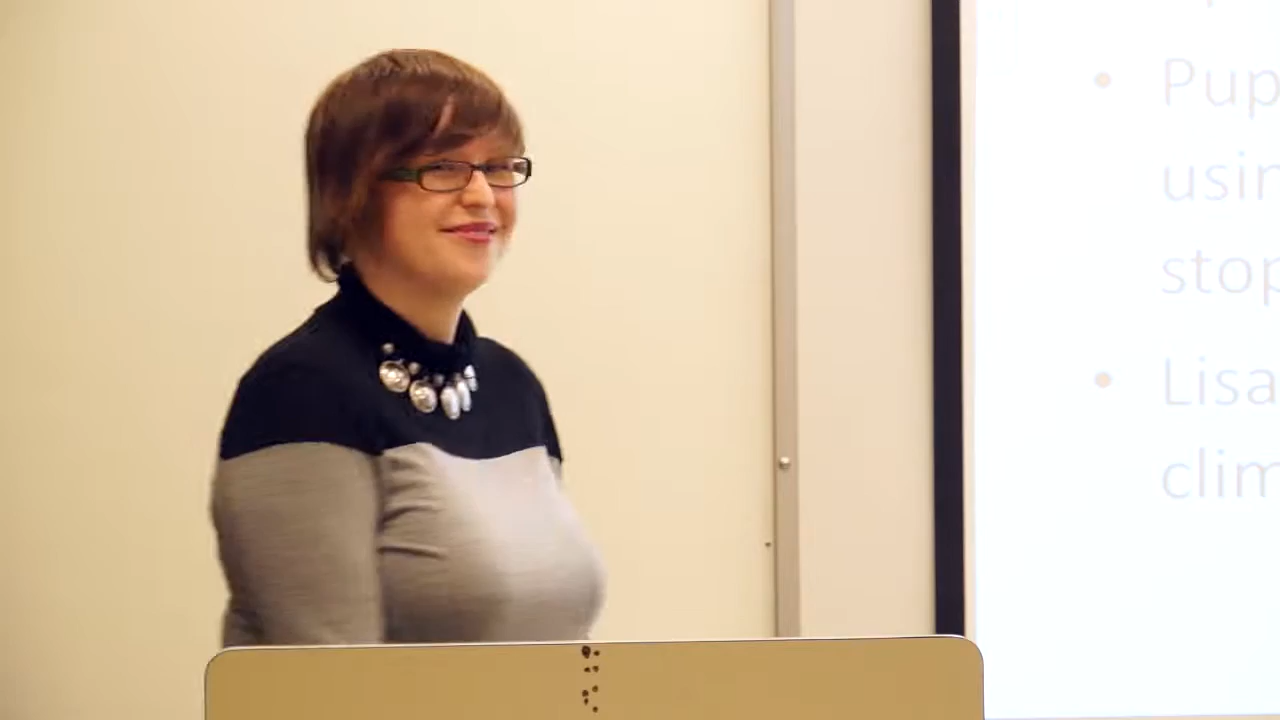 • Pup
usin
stop
• Lisa
clim